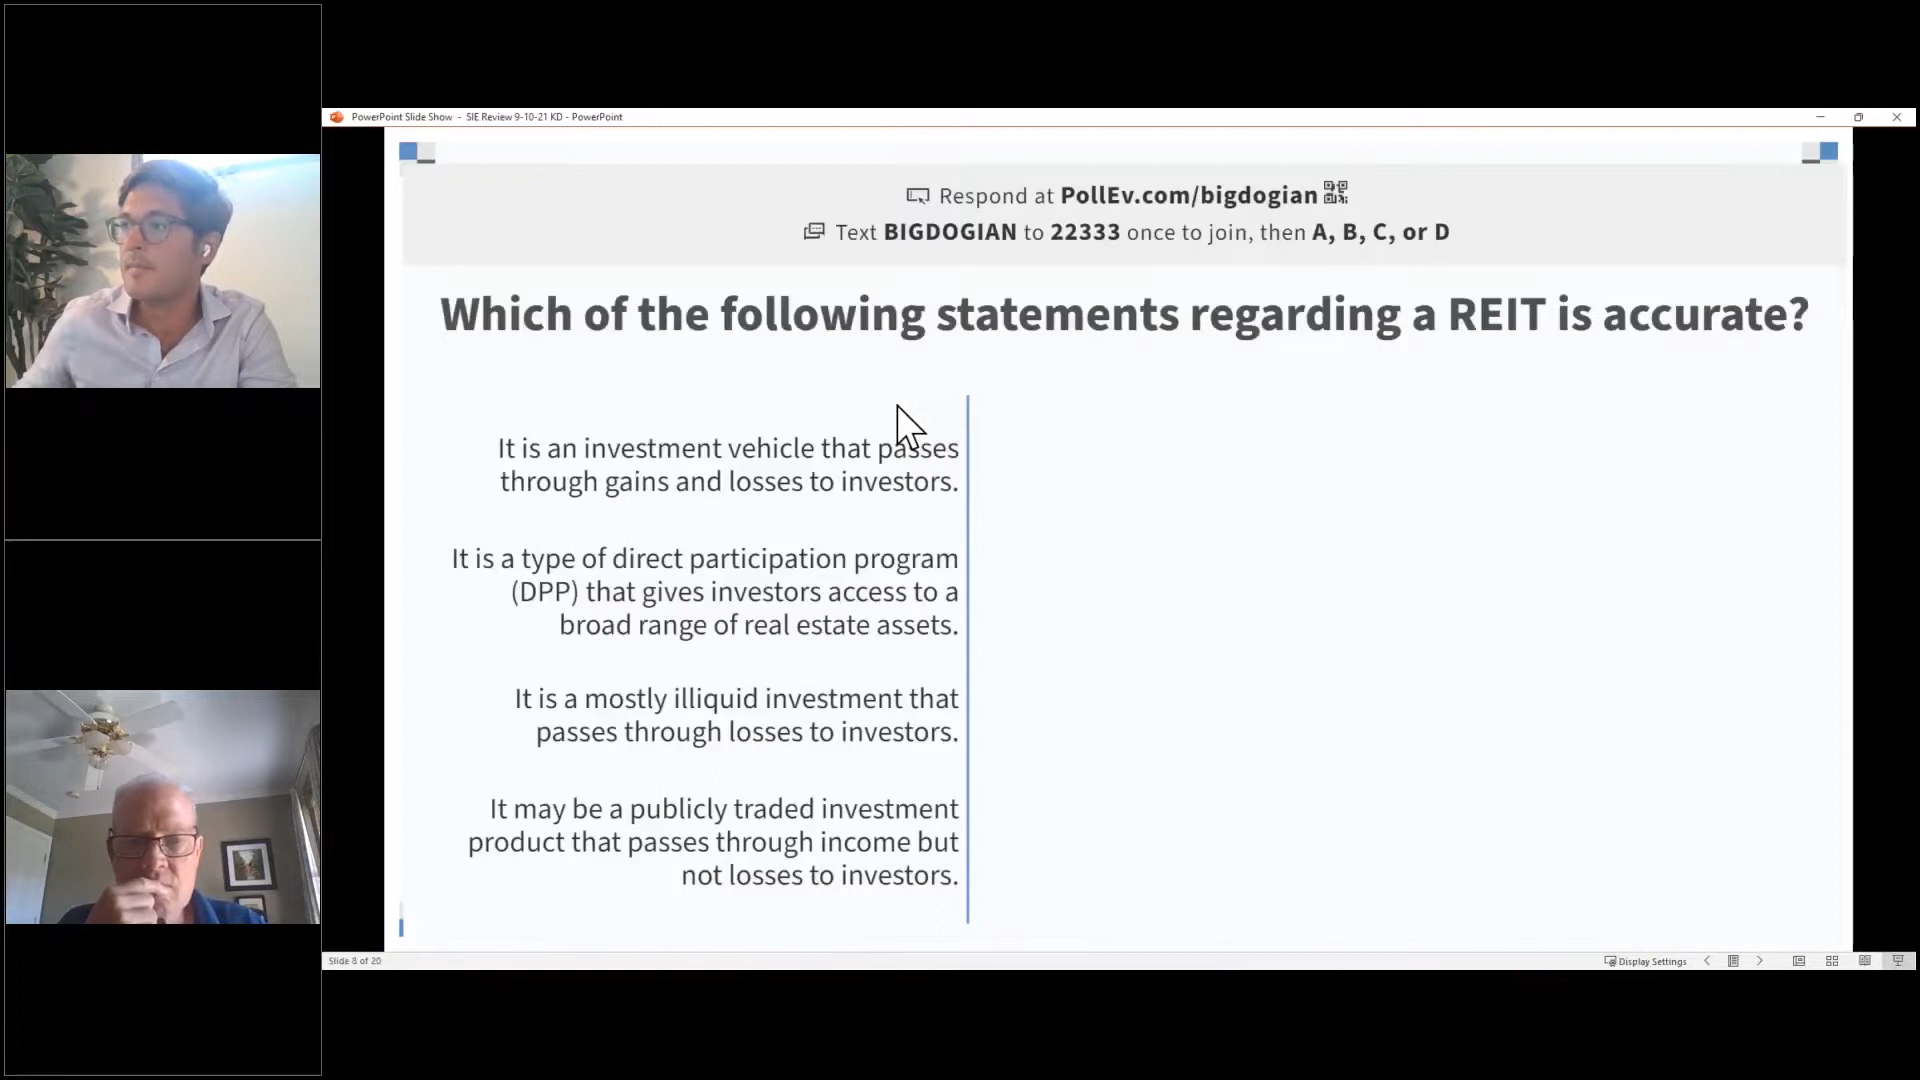 PowerPoint Slide Show - SIE Review 9-10-21 KD - PowerPoint
Respond at PollEv.com/bigdogian
Text BIGDOGIAN to 22333 once to join, then A, B, C, or D
Which of the following statements regarding a REIT is accurate?
It is an investment vehicle that passes
through gains and losses to investors.
It is a type of direct participation program
(DPP) that gives investors access to a
broad range of real estate assets.
It is a mostly illiquid investment that
passes through losses to investors.
It may be a publicly traded investment
product that passes through income but
not losses to investors.
Slide 8 of 20
Display Settings